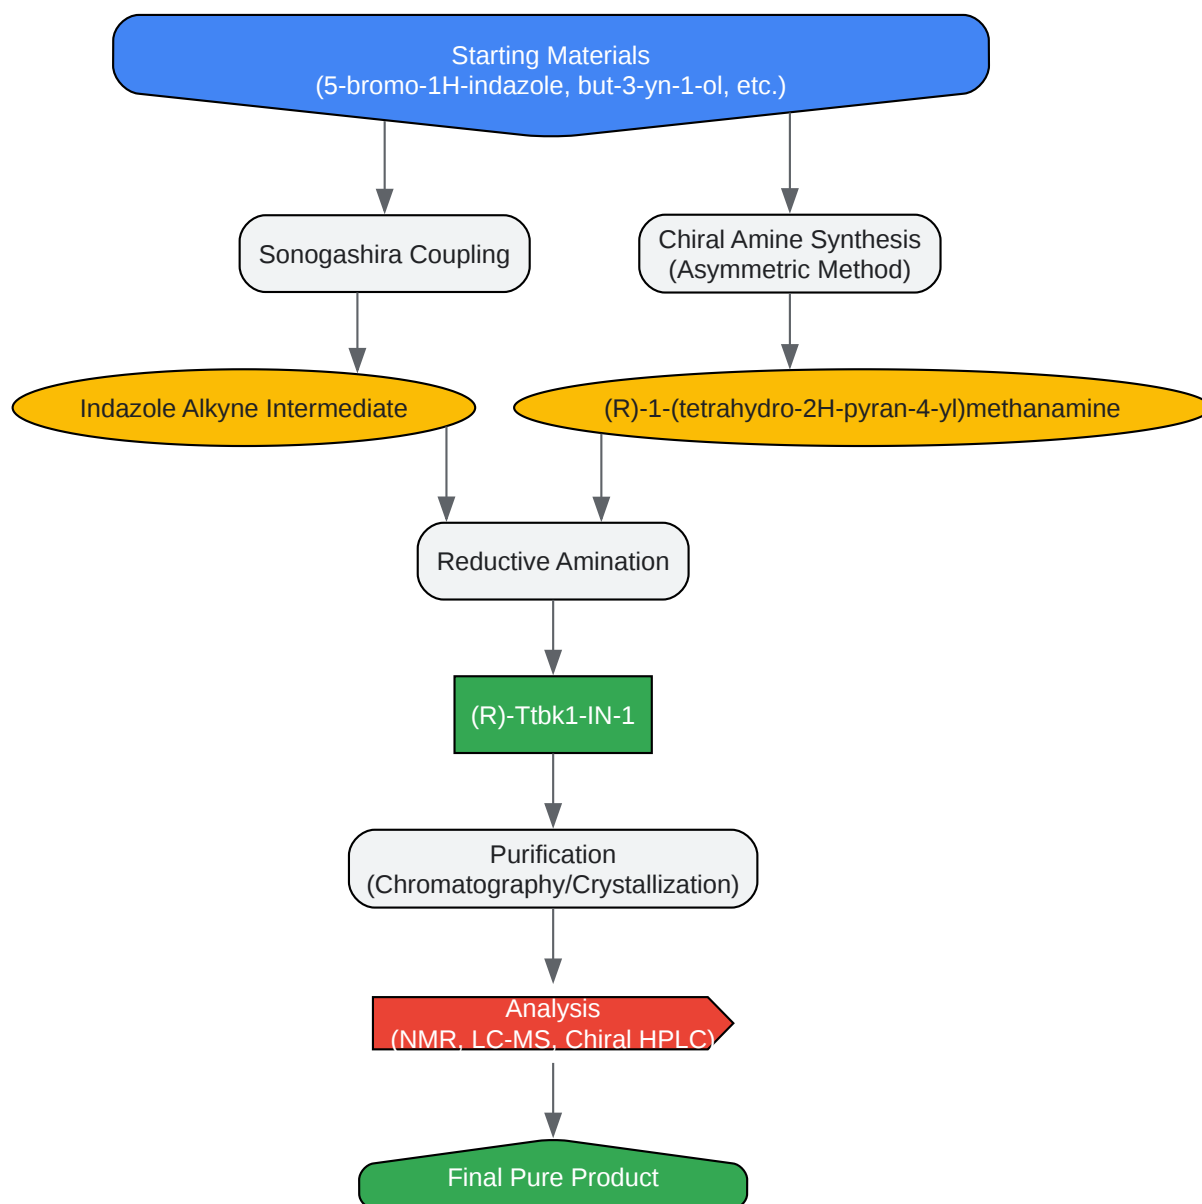 Starting Materials
(5-bromo-1H-indazole, but-3-yn-1-ol, etc.)
Sonogashira Coupling
Chiral Amine Synthesis
(Asymmetric Method)
Indazole Alkyne Intermediate
(R)-1-(tetrahydro-2H-pyran-4-yl)methanamine
Reductive Amination
(R)-Ttbk1-IN-1
Purification
(Chromatography/Crystallization)
Analysis
(NMR, LC-MS, Chiral HPLC)
Final Pure Product